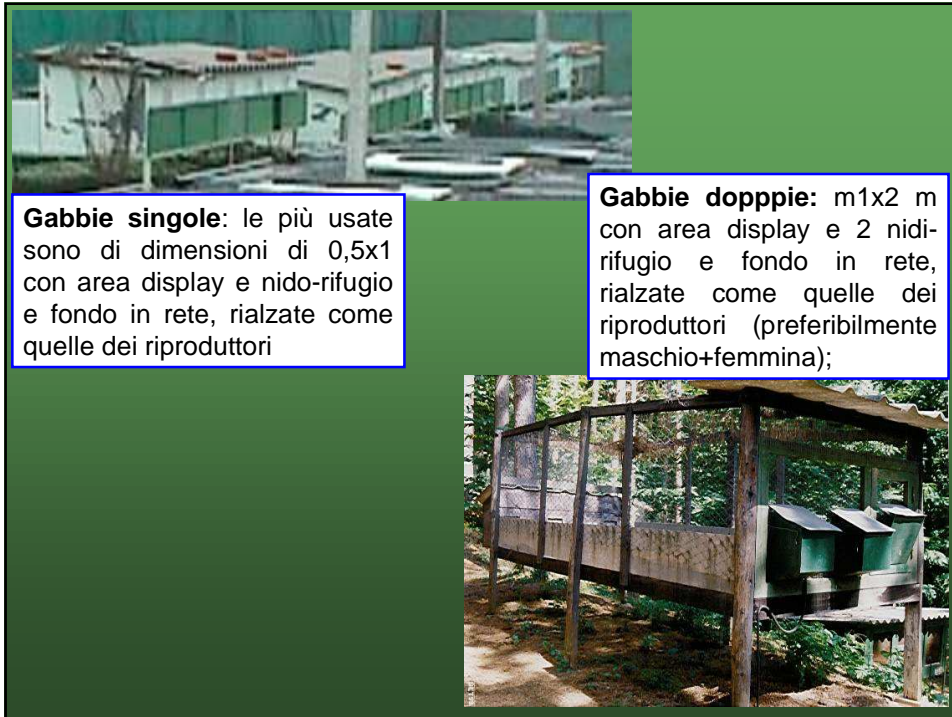 Gabbie singole: le più usate
sono di dimensioni di 0,5x1
con area display e nido-rifugio
e fondo in rete, rialzate come
quelle dei riproduttori
Gabbie dopppie: m1x2 m
con area display e 2 nidi-
rifugio e fondo in rete,
rialzate come quelle dei
riproduttori (preferibilmente
maschio+femmina);